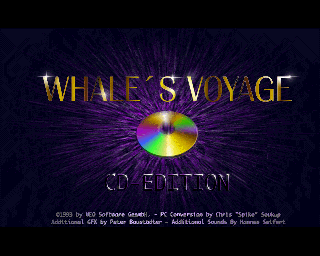 WHALE´S VOYAGE
CD-EDITION
©1993 by NEO Software GesmbH. - PC Conversion by Chris "Spike" Soukup
Additional GFX by Peter Baustädter - Additional Sounds By Hannes Seifert